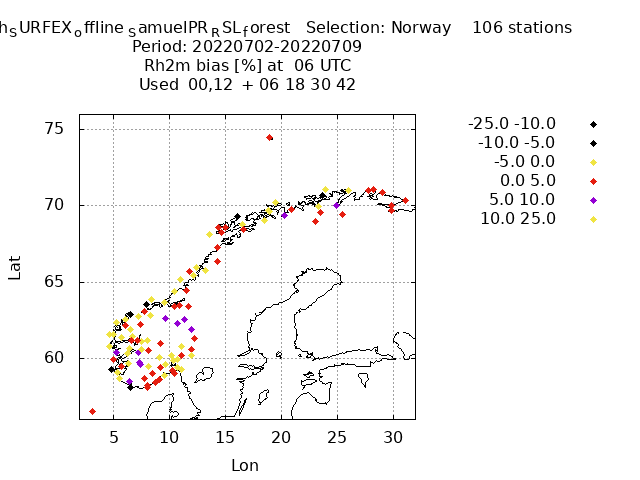 hSURFEXoffline SamuelPRRSLforest Selection: Norway 106 stations
Period: 20220702-20220709
Rh2m bias [%] at 06 UTC
Used 00,12 + 06 18 30 42
-25.0 -10.0
-10.0 -5.0
-5.0 0.0
0.0 5.0
5.0 10.0
10.0 25.0
75
70
65
60
Lat
5 10 15 20 25 30
Lon